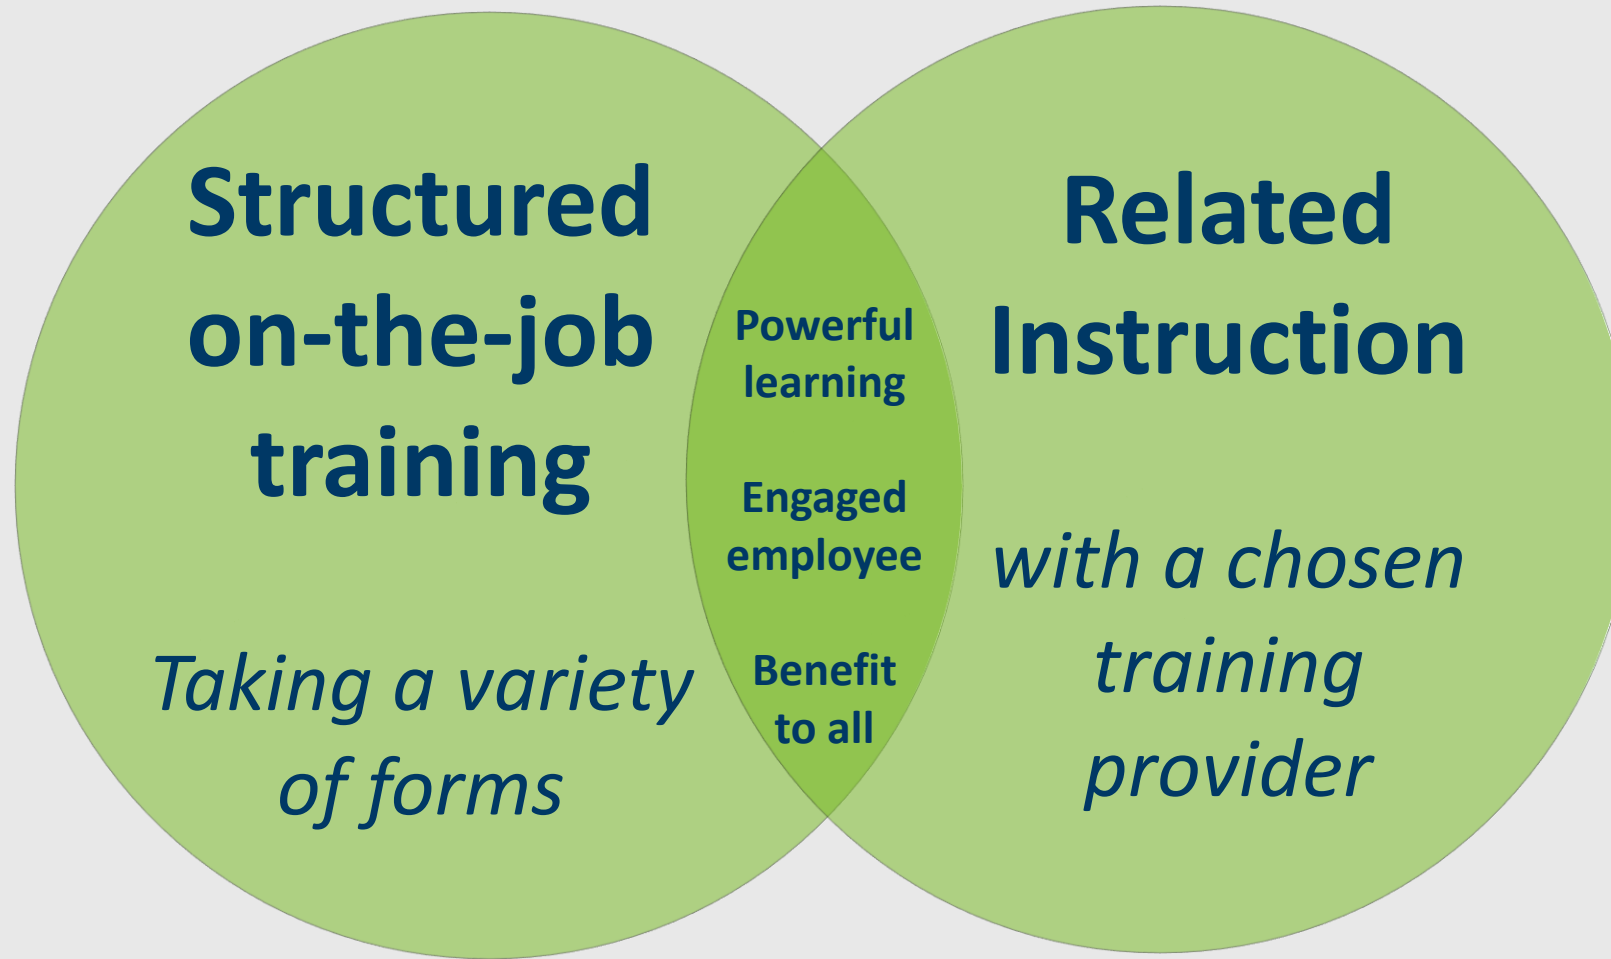 Structured
on-the-job
training
Taking a variety
of forms
Powerful
learning
Engaged
employee
Benefit
to all
Related
Instruction
with a chosen
training
provider